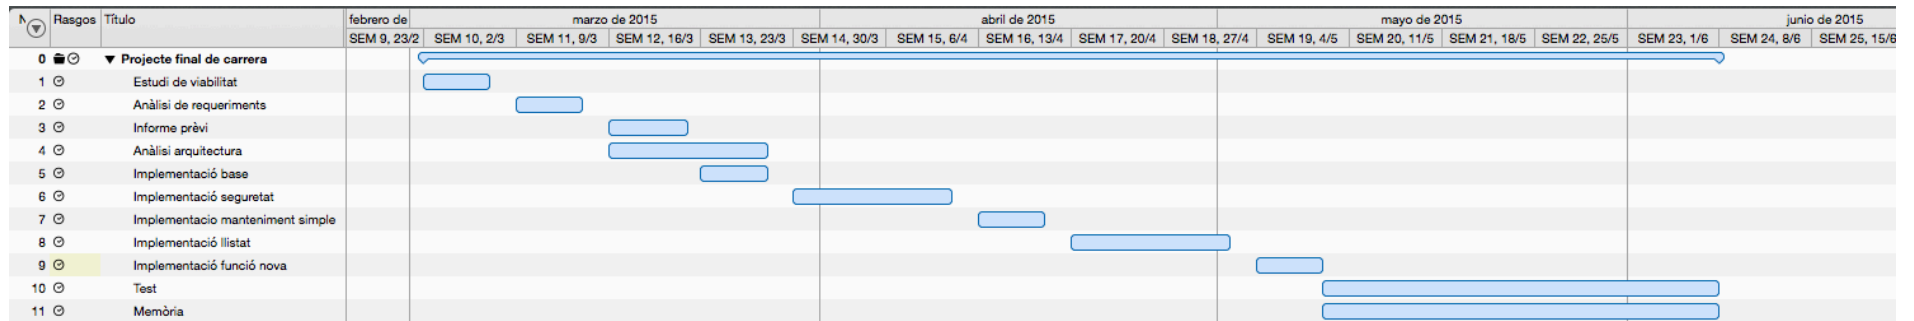 Rasgos Título febrero de marzo de 2015 abril de 2015 mayo de 2015 junio de 2015
SEM 9, 23/2 SEM 10, 2/3 SEM 11, 9/3 SEM 12, 16/3 SEM 13, 23/3 SEM 14, 30/3 SEM 15, 6/4 SEM 16, 13/4 SEM 17, 20/4 SEM 18, 27/4 SEM 19, 4/5 SEM 20, 11/5 SEM 21, 18/5 SEM 22, 25/5 SEM 23, 1/6 SEM 24, 8/6 SEM 25, 15/6
0 Projecte final de carrera
1 Estudi de viabilitat
2 Anàlisi de requeriments
3 Informe prèvi
4 Anàlisi arquitectura
5 Implementació base
6 Implementació seguretat
7 Implementacio manteniment simple
8 Implementació llistat
9 Implementació funció nova
10 Test
11 Memòria